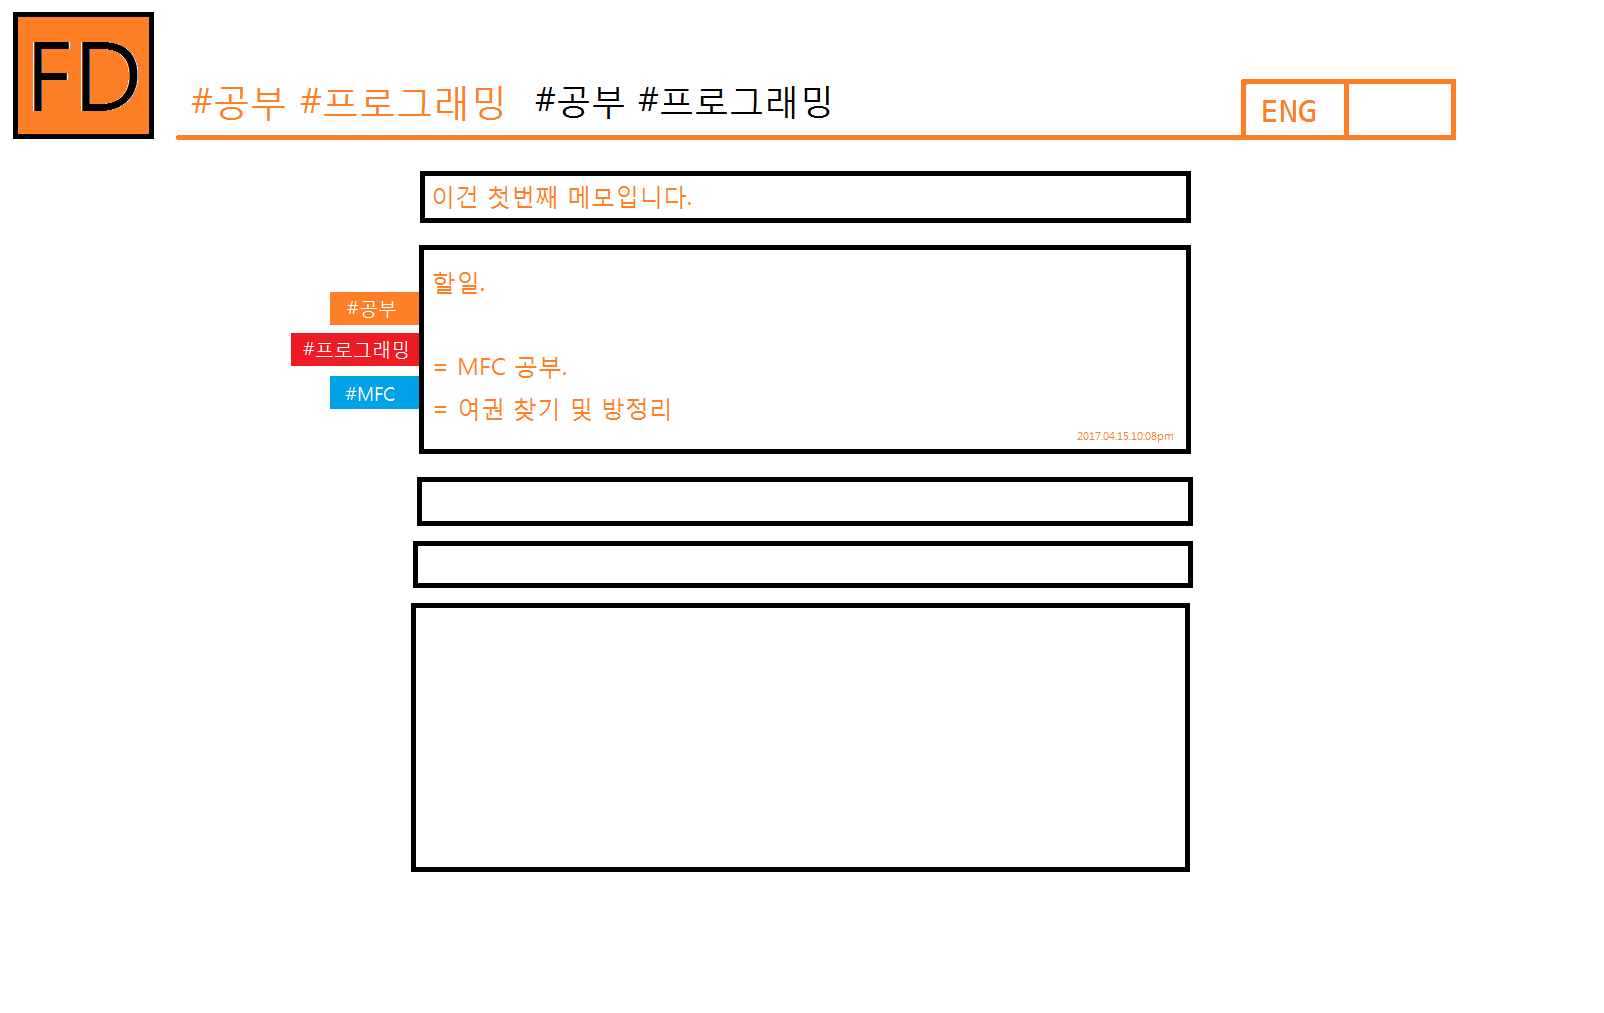 FD
#공부 #프로그래밍 #공부 #프로그래밍
ENG
이건 첫번째 메모입니다.
할일.
#공부
#프로그래밍
= MFC 공부.
#MFC
= 여권 찾기 및 방정리
2017.04.15.10:08pm